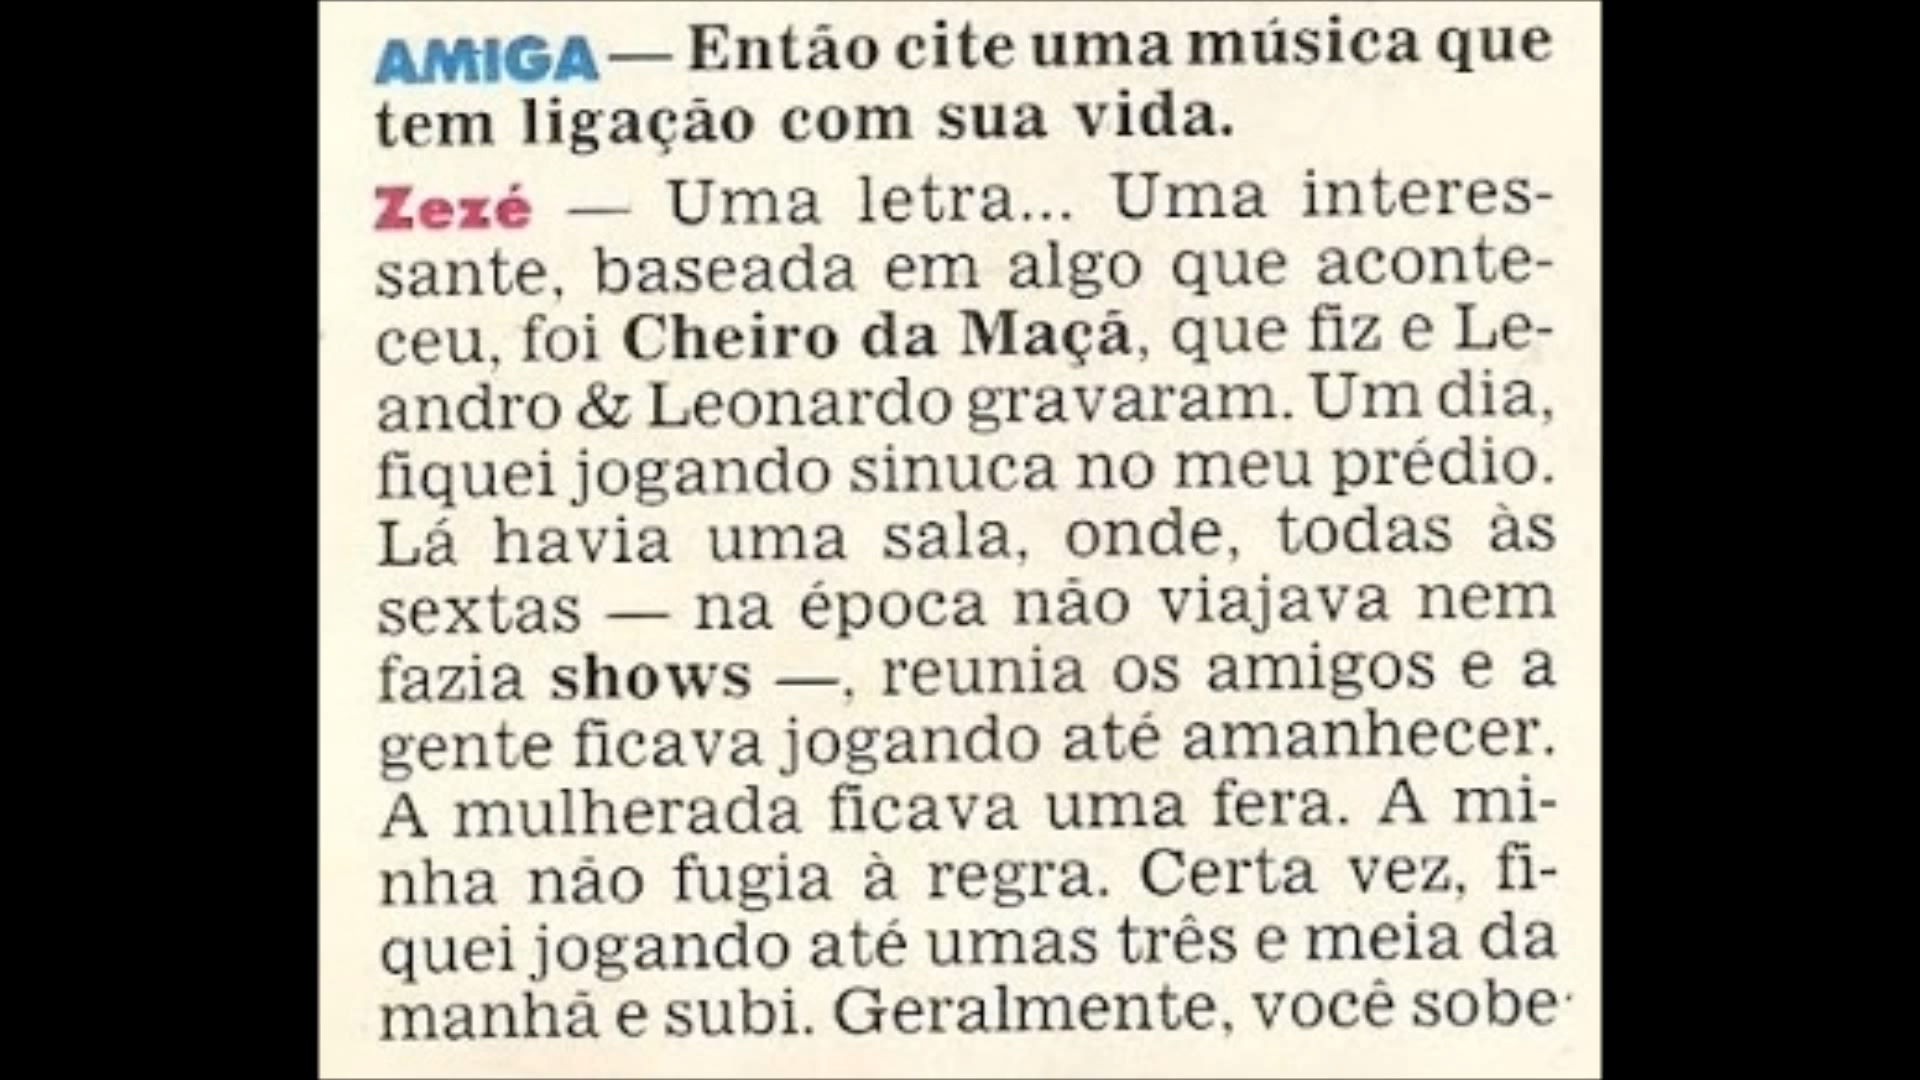 AMIGA — Então cite uma música que
tem ligação com sua vida.
Zezé — Uma letra... Uma interes-
sante, baseada em algo que aconte-
ceu, foi Cheiro da Maçã, que fiz e Le-
andro & Leonardo gravaram. Um dia,
fiquei jogando sinuca no meu prédio.
Lá havia uma sala, onde, todas às
sextas — na época não viajava nem
fazia shows —, reunia os amigos e a
gente ficava jogando até amanhecer.
A mulherada ficava uma fera. A mi-
nha não fugia à regra. Certa vez, fi-
quei jogando até umas três e meia da
manhã e subi. Geralmente, você sobe